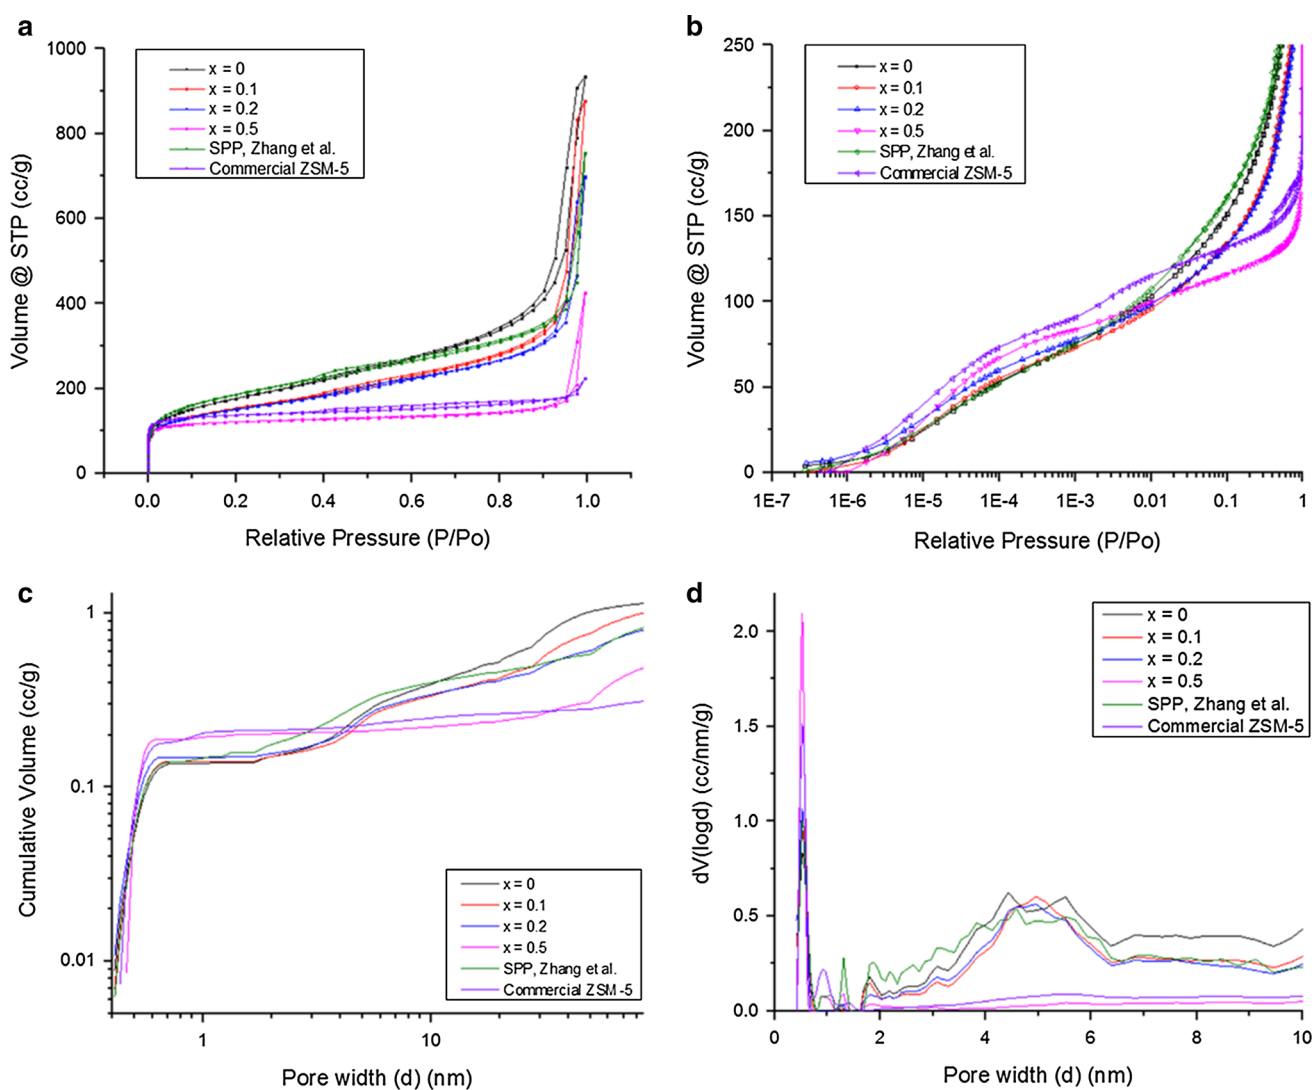 a
1000
800
600
400
200
0
Volume @ STP (cc/g)
x = 0
x = 0.1
x = 0.2
x = 0.5
SPP, Zhang et al.
Commercial ZSM-5
0.0 0.2 0.4 0.6 0.8 1.0
Relative Pressure (P/Po)
b
250
200
150
100
50
0
Volume @ STP (cc/g)
x = 0
x = 0.1
x = 0.2
x = 0.5
SPP, Zhang et al.
Commercial ZSM-5
1E-7 1E-6 1E-5 1E-4 1E-3 0.01 0.1 1
Relative Pressure (P/Po)
c
1
0.1
0.01
Cumulative Volume (cc/g)
x = 0
x = 0.1
x = 0.2
x = 0.5
SPP, Zhang et al.
Commercial ZSM-5
1 10
Pore width (d) (nm)
d
2.0
1.5
1.0
0.5
0.0
dV(logd) (cc/nm/g)
x = 0
x = 0.1
x = 0.2
x = 0.5
SPP, Zhang et al.
Commercial ZSM-5
0 2 4 6 8 10
Pore width (d) (nm)